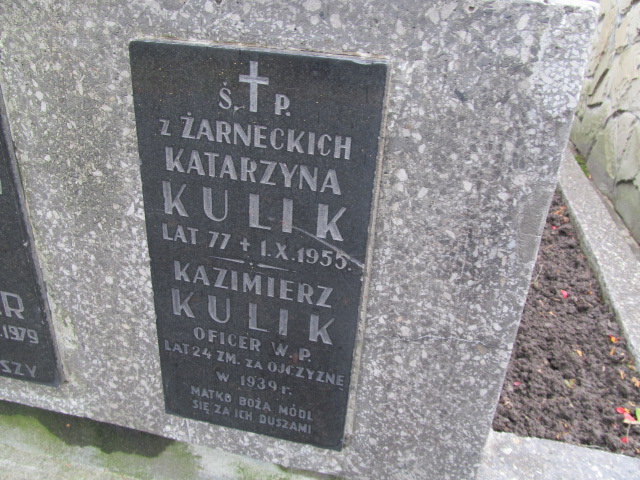 Ś. P.
z ŻARNECKICH
KATARZYNA
KULIK
LAT 77 + 1.X.1955.
KAZIMIERZ
KULIK
OFICER W.P.
LAT 24 ZM. ZA OJCZYZNĘ
W 1939 r.
MATKO BOŻA MÓDL
SIĘ ZA ICH DUSZAMI
1979